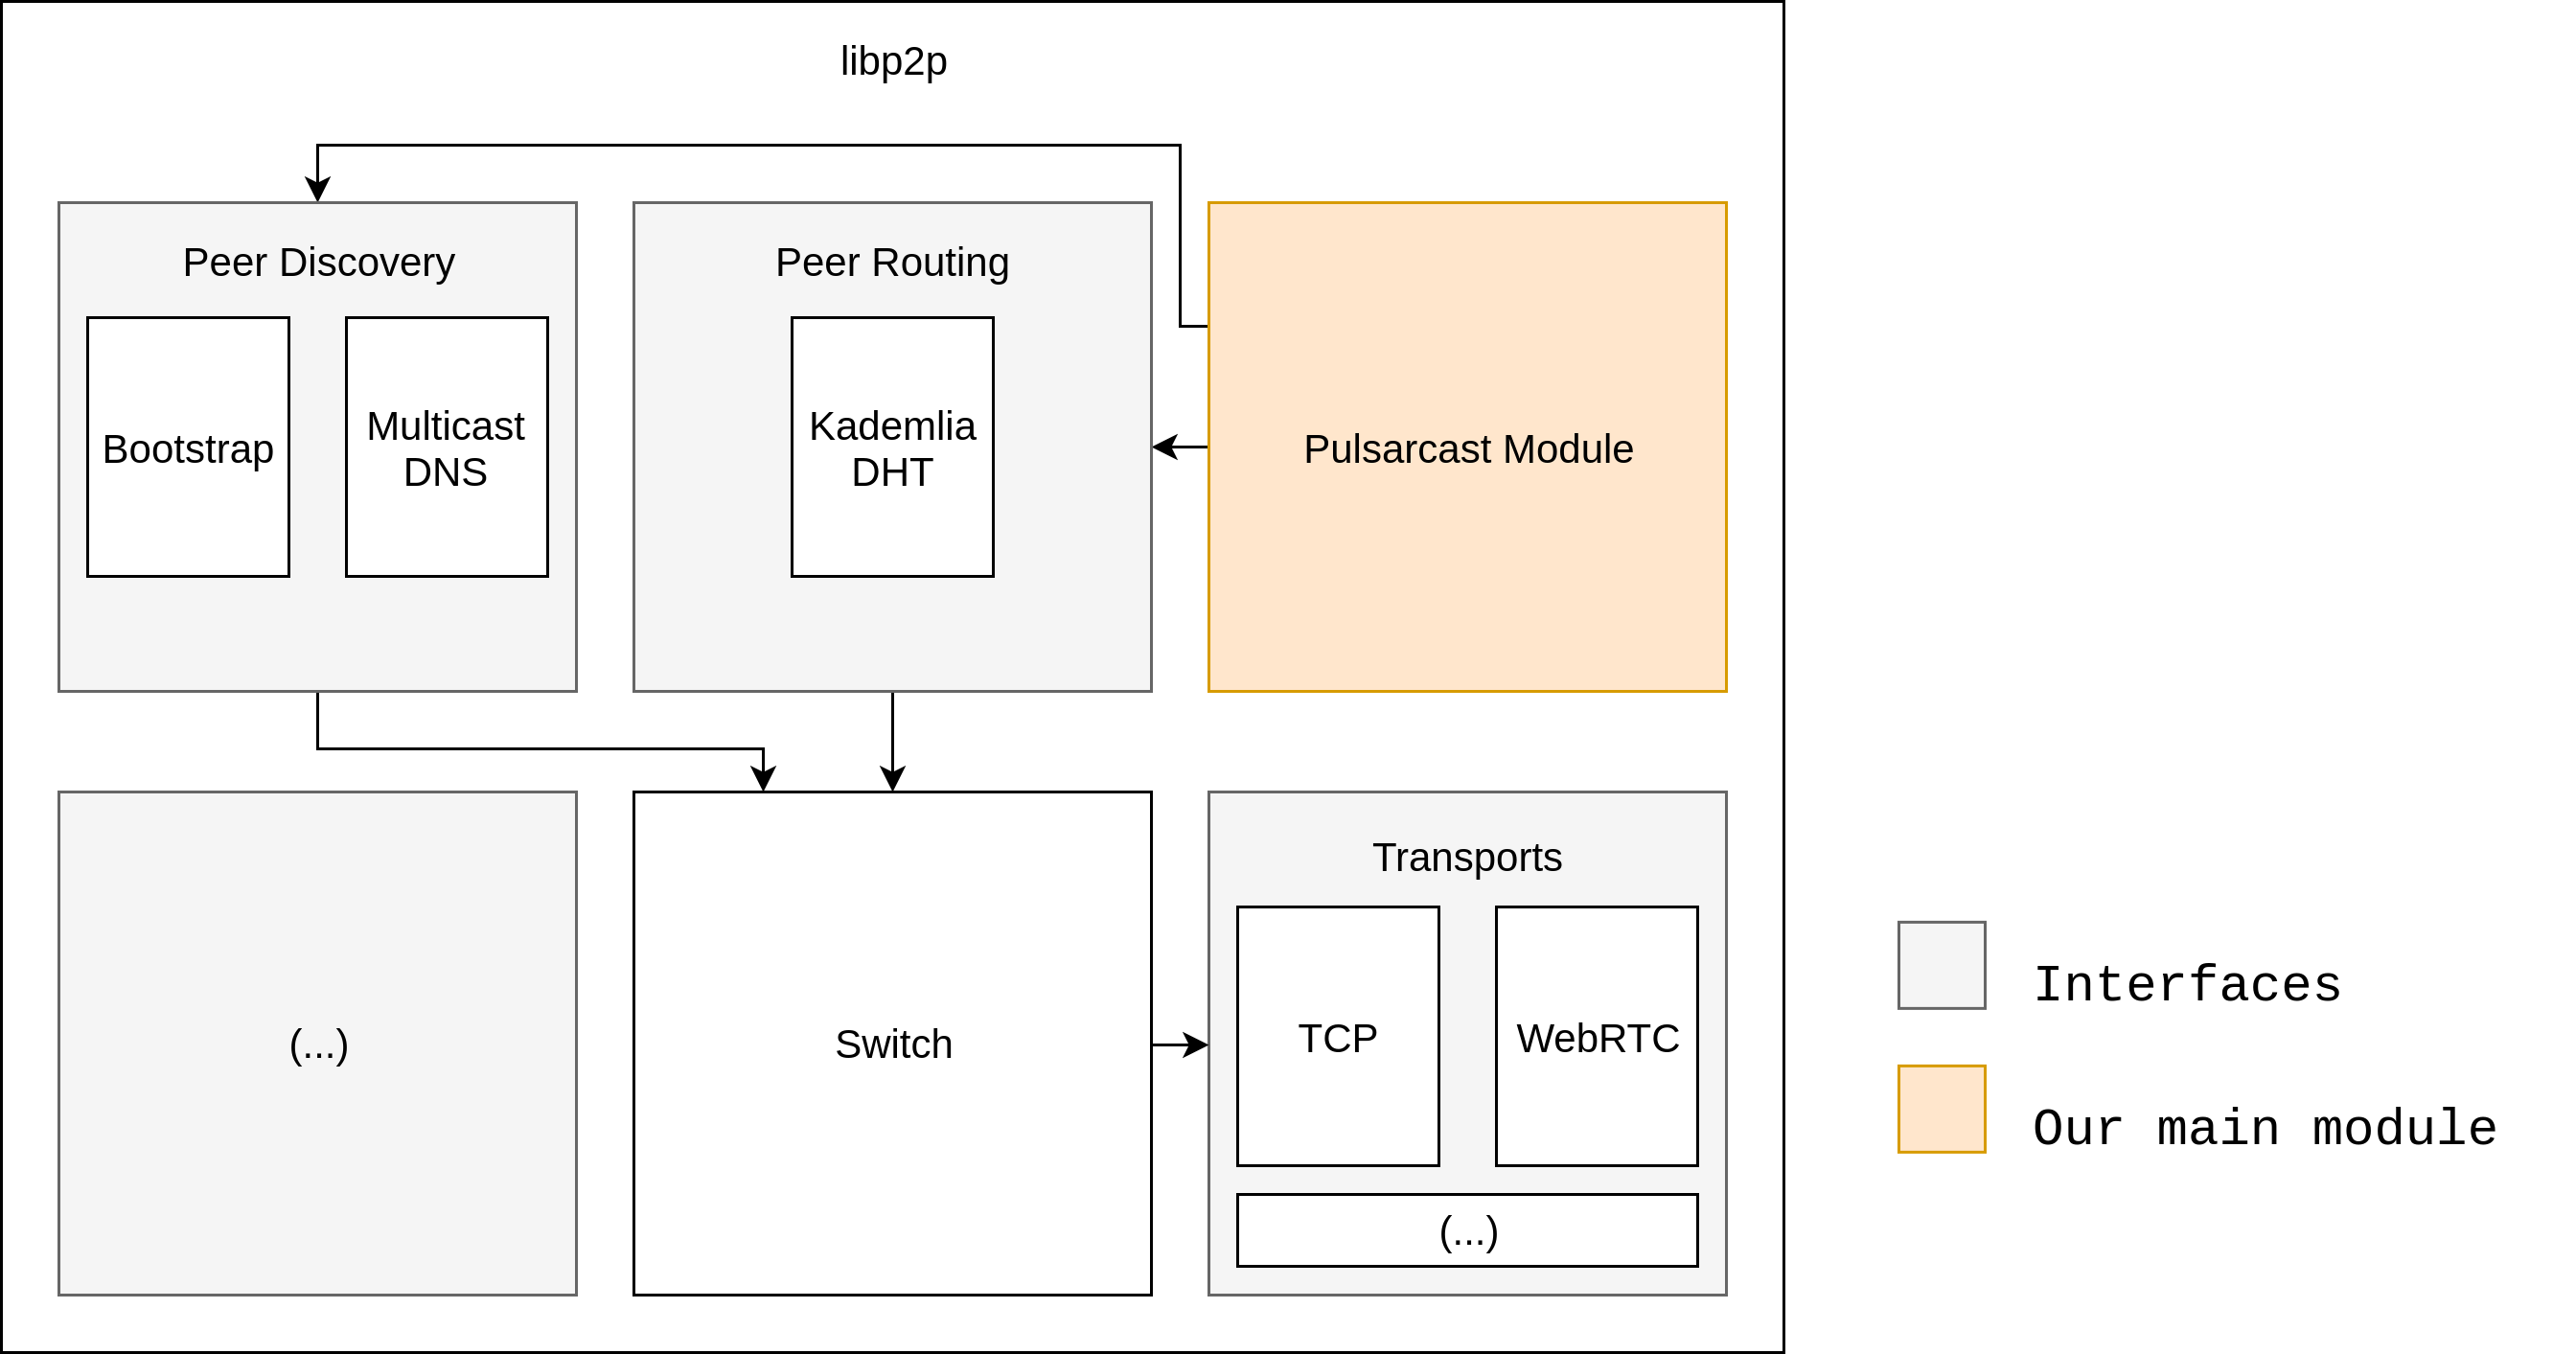 libp2p
Peer Discovery
Bootstrap
Multicast
DNS
Peer Routing
Kademlia
DHT
Pulsarcast Module
(...)
Switch
Transports
TCP
WebRTC
(...)
Interfaces
Our main module